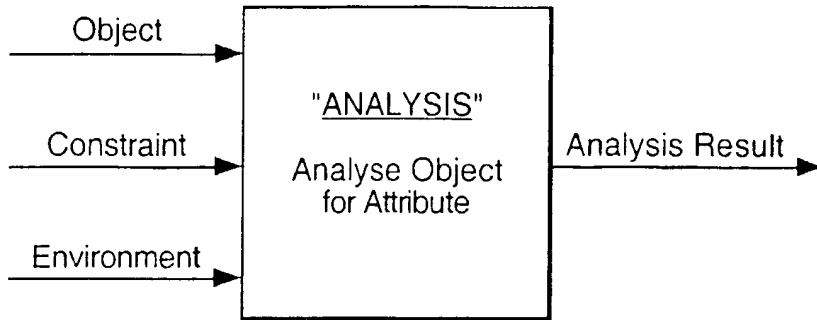 Object
Constraint
Environment
"ANALYSIS"
Analyse Object
for Attribute
Analysis Result